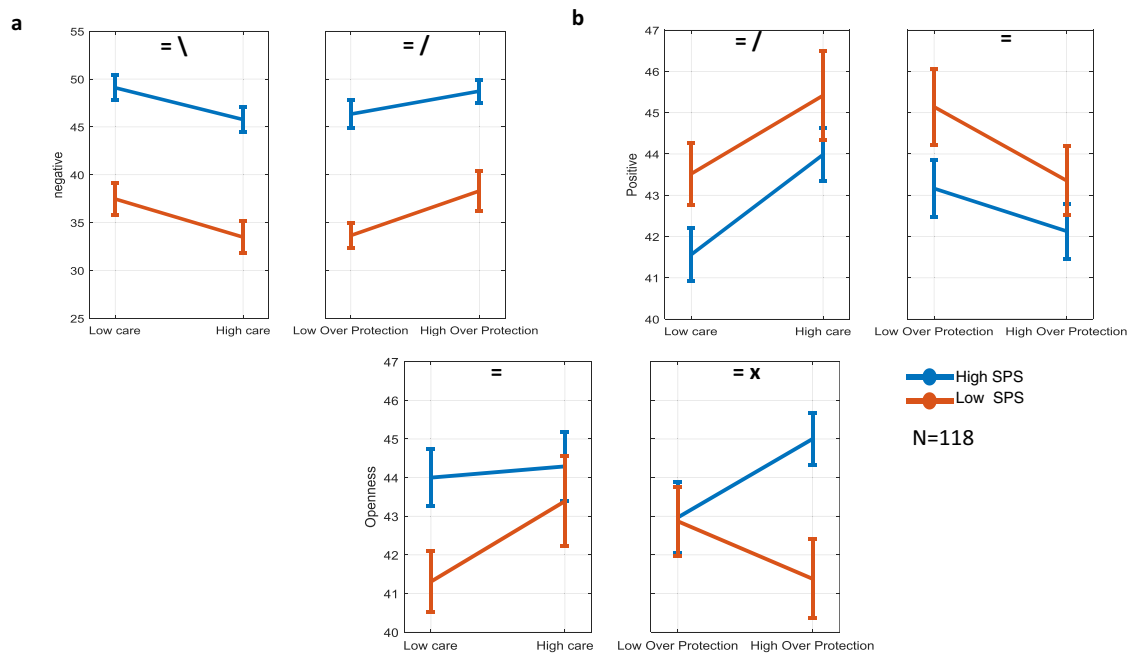 a
= \
= /
55
50
45
40
35
30
25
negative
Low care
High care
Low Over Protection
High Over Protection
b
= /
=
47
46
45
44
43
42
41
40
Positive
Low care
High care
Low Over Protection
High Over Protection
=
= x
47
46
45
44
43
42
41
40
Openness
Low care
High care
Low Over Protection
High Over Protection
High SPS
Low SPS
N=118